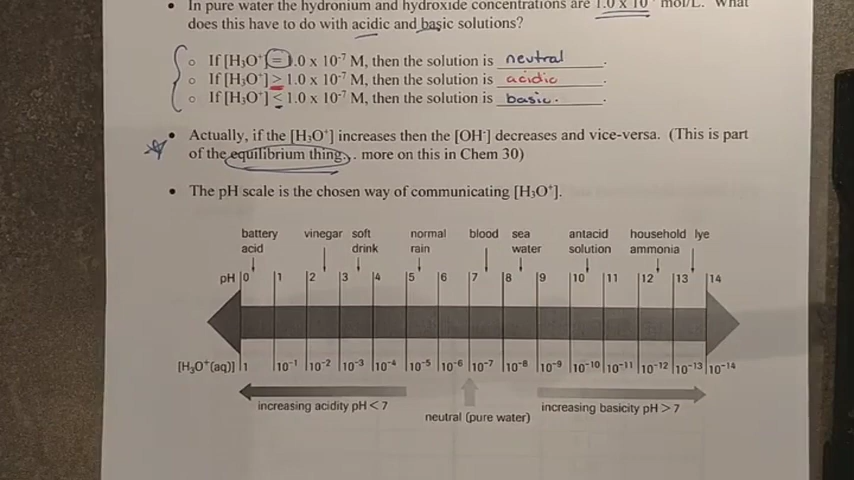 • In pure water the hydronium and hydroxide concentrations are 1.0 x 10 mol/L. What
does this have to do with acidic and basic solutions?
o If [H₃O⁺] = 1.0 x 10⁻⁷ M, then the solution is neutral.
o If [H₃O⁺] > 1.0 x 10⁻⁷ M, then the solution is acidic.
o If [H₃O⁺] < 1.0 x 10⁻⁷ M, then the solution is basic.
• Actually, if the [H₃O⁺] increases then the [OH⁻] decreases and vice-versa. (This is part
of the equilibrium thing... more on this in Chem 30)
• The pH scale is the chosen way of communicating [H₃O⁺].
battery acid vinegar soft drink normal rain blood sea water antacid solution household ammonia lye
pH 0 1 2 3 4 5 6 7 8 9 10 11 12 13 14
[H₃O⁺(aq)] 1 10⁻¹ 10⁻² 10⁻³ 10⁻⁴ 10⁻⁵ 10⁻⁶ 10⁻⁷ 10⁻⁸ 10⁻⁹ 10⁻¹⁰ 10⁻¹¹ 10⁻¹² 10⁻¹³ 10⁻¹⁴
increasing acidity pH < 7
neutral (pure water)
increasing basicity pH > 7